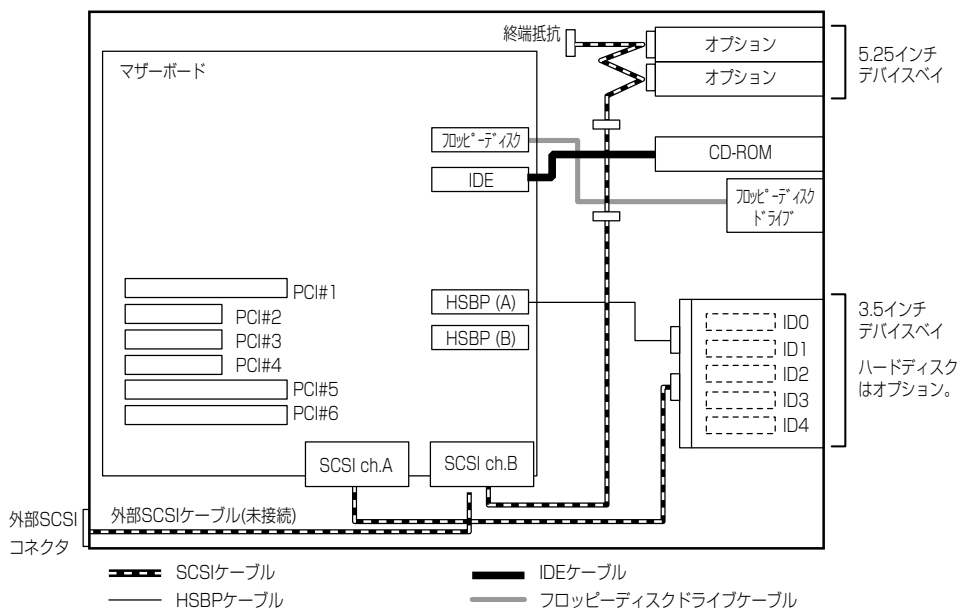 終端抵抗
オプション
オプション
5.25インチ
デバイスベイ
マザーボード
フロッピーディスク
IDE
CD-ROM
フロッピーディスク
ドライブ
PCI#1
PCI#2
PCI#3
PCI#4
PCI#5
PCI#6
HSBP (A)
HSBP (B)
ID0
ID1
ID2
ID3
ID4
3.5インチ
デバイスベイ
ハードディスク
はオプション。
SCSI ch.A
SCSI ch.B
外部SCSI
コネクタ
外部SCSIケーブル(未接続)
SCSIケーブル
IDEケーブル
HSBPケーブル
フロッピーディスクドライブケーブル